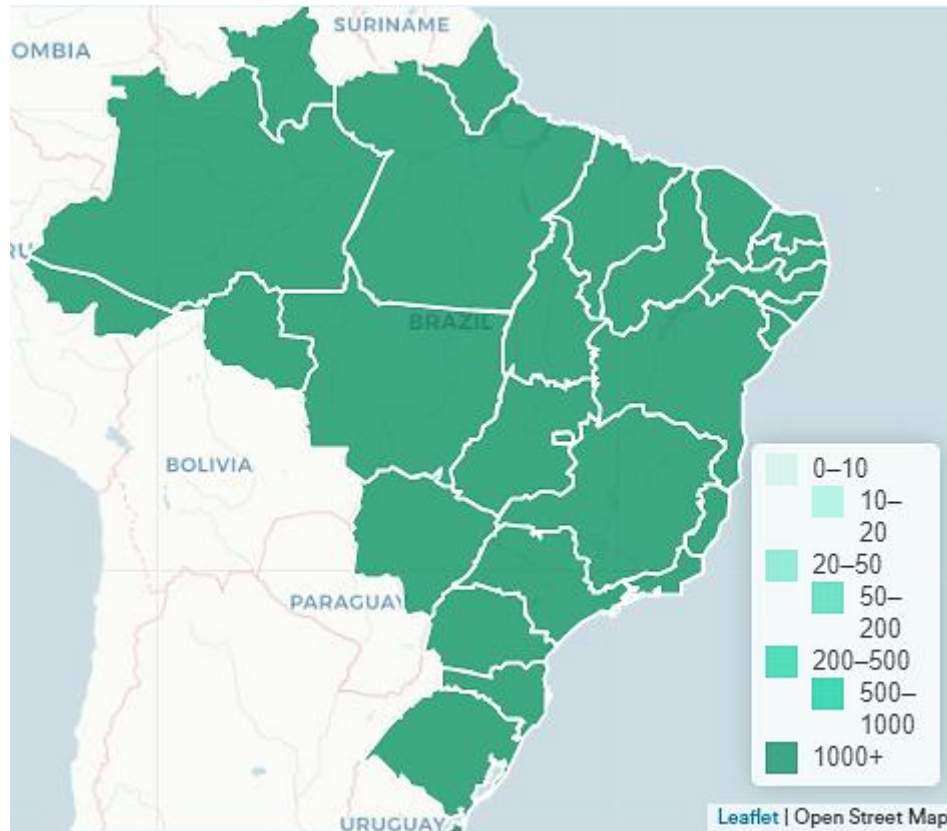 SURINAME
OMBIA
RU
BRAZIL
BOLIVIA
PARAGUAY
URUGUAY
0–10
10–
20
20–50
50–
200
200–500
500–
1000
1000+
Leaflet | Open Street Map